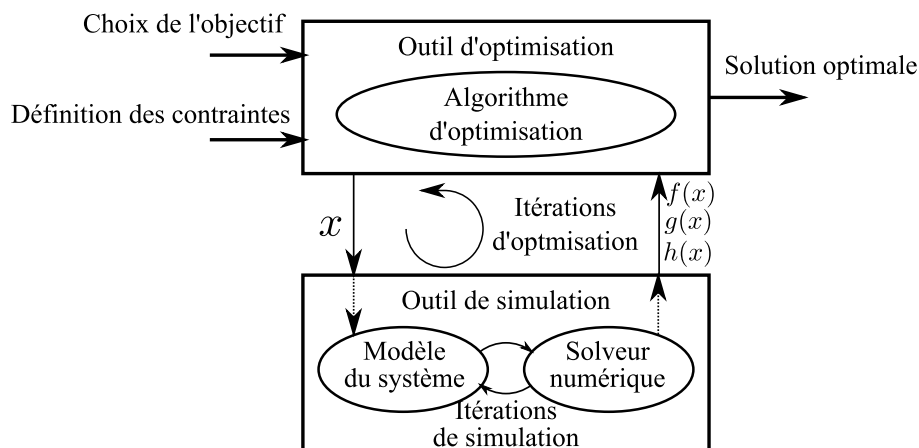 Choix de l'objectif
Outil d'optimisation
Solution optimale
Algorithme
d'optimisation
Définition des contraintes
x
Itérations
d'optmisation
f(x)
g(x)
h(x)
Outil de simulation
Modèle
du système
Solveur
numérique
Itérations
de simulation